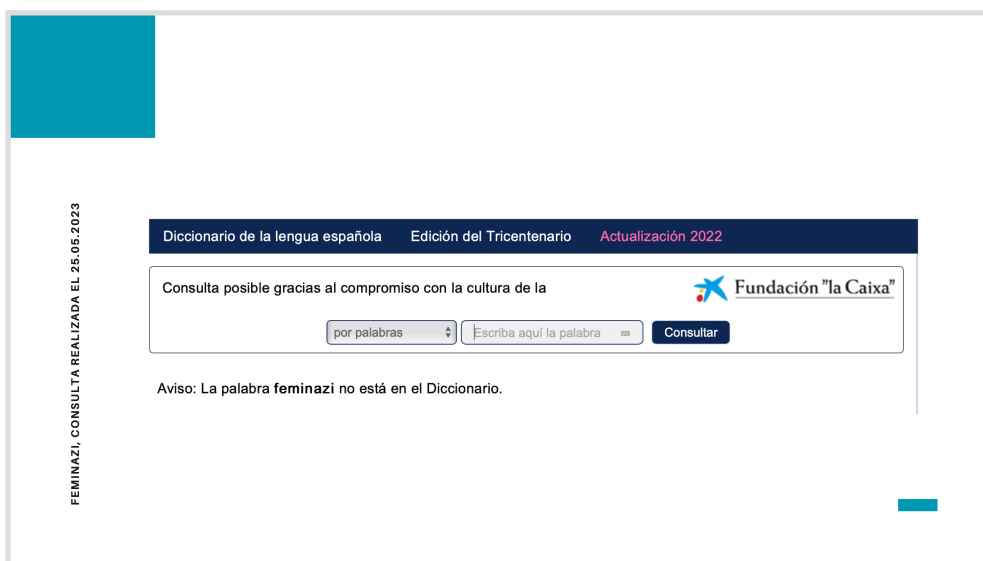 FEMINAZI, CONSULTA REALIZADA EL 25.05.2023
Diccionario de la lengua española Edición del Tricentenario Actualización 2022
Consulta posible gracias al compromiso con la cultura de la Fundación "la Caixa"
por palabras Escriba aquí la palabra Consultar
Aviso: La palabra feminazi no está en el Diccionario.